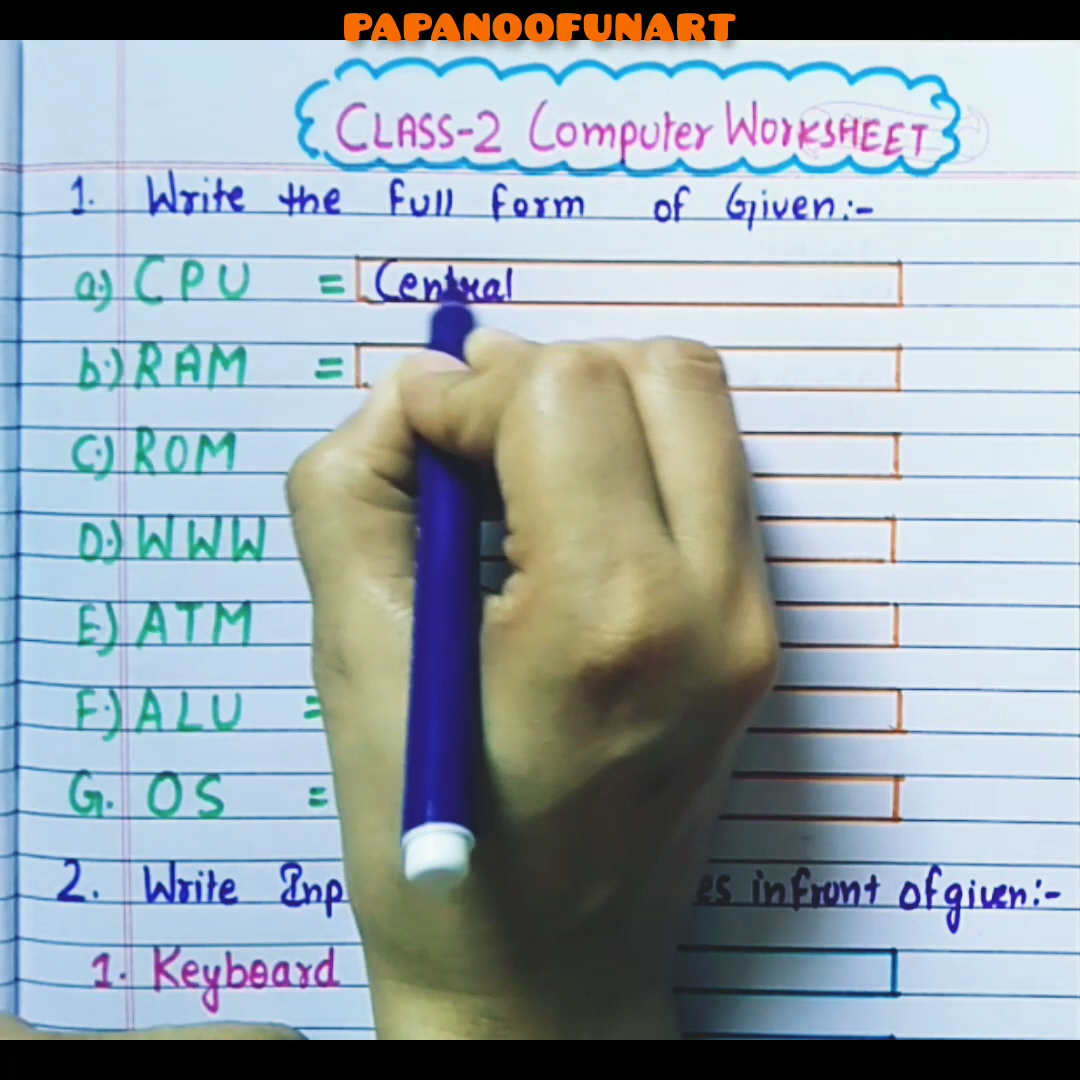 PAPANOOFUNART
CLASS-2 Computer WorKSHEET
1. Write the Full Form of Given:-
a.) CPU = Central
b.) RAM =
C.) ROM
D.) WWW
E.) ATM
F.) ALU =
G. OS =
2. Write Inp es infront of given:-
1. Keyboard